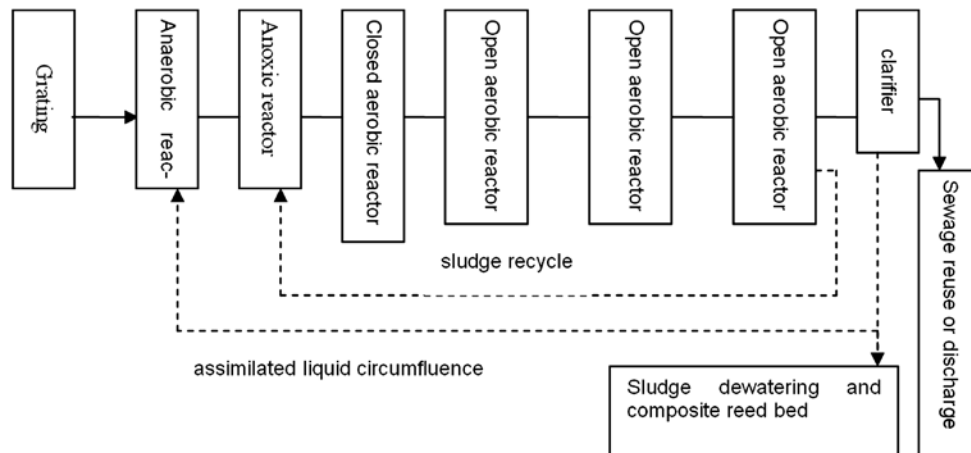 Grating
Anaerobic reac-
Anoxic reactor
Closed aerobic reactor
Open aerobic reactor
Open aerobic reactor
Open aerobic reactor
clarifier
Sewage reuse or discharge
sludge recycle
assimilated liquid circumfluence
Sludge dewatering and
composite reed bed